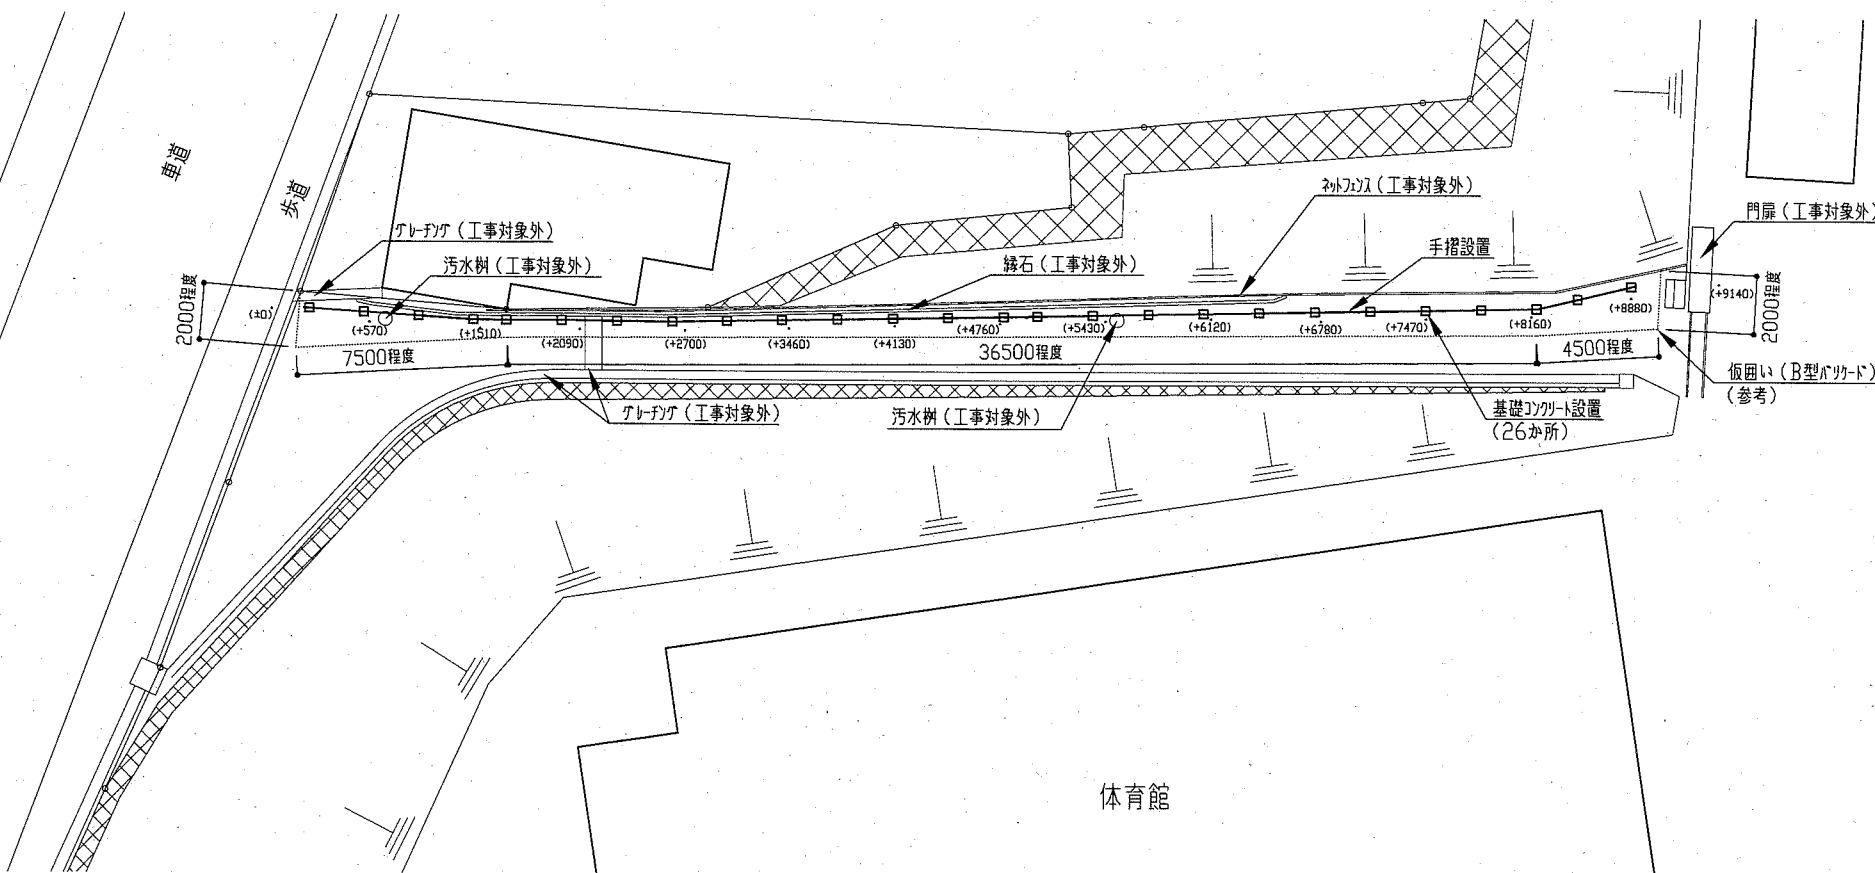 車道
歩道
グレーチング(工事対象外)
汚水桝(工事対象外)
縁石(工事対象外)
ネットフェンス(工事対象外)
手摺設置
門扉(工事対象外)
2000程度
(±0)
(+570)
(+1510)
(+2090)
(+2700)
(+3460)
(+4130)
(+4760)
(+5430)
(+6120)
(+6780)
(+7470)
(+8160)
(+8880)
(+9140)
2000程度
7500程度
36500程度
4500程度
グレーチング(工事対象外)
汚水桝(工事対象外)
基礎コンクリート設置
(26か所)
仮囲い(B型バリケード)
(参考)
体育館